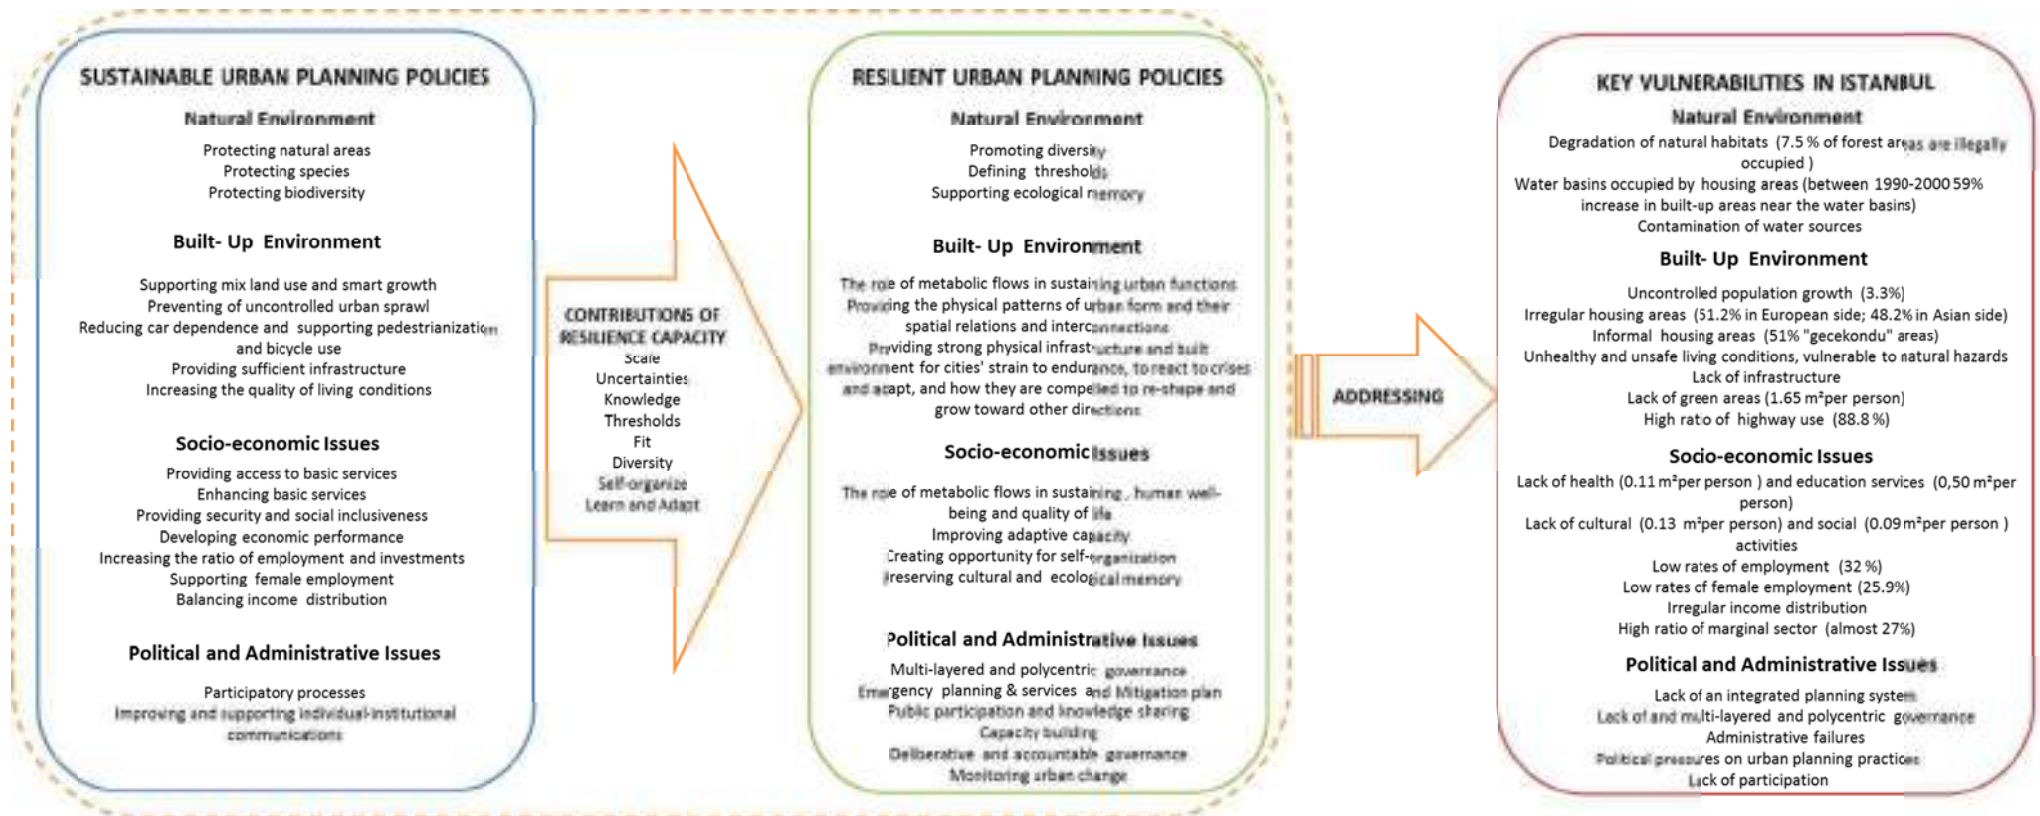 SUSTAINABLE URBAN PLANNING POLICIES
Natural Environment
Protecting natural areas
Protecting species
Protecting biodiversity
Built- Up Environment
Supporting mix land use and smart growth
Preventing of uncontrolled urban sprawl
Reducing car dependence and supporting pedestrianization
and bicycle use
Providing sufficient infrastructure
Increasing the quality of living conditions
Socio-economic Issues
Providing access to basic services
Enhancing basic services
Providing security and social inclusiveness
Developing economic performance
Increasing the ratio of employment and investments
Supporting female employment
Balancing income distribution
Political and Administrative Issues
Participatory processes
Improving and supporting individual-institutional
communications
CONTRIBUTIONS OF
RESILIENCE CAPACITY
Scale
Uncertainties
Knowledge
Thresholds
Fit
Diversity
Self-organize
Learn and Adapt
RESILIENT URBAN PLANNING POLICIES
Natural Environment
Promoting diversity
Defining thresholds
Supporting ecological memory
Built- Up Environment
The role of metabolic flows in sustaining urban functions
Providing the physical patterns of urban form and their
spatial relations and interconnections
Providing strong physical infrastructure and built
environment for cities' strain to endurance, to react to crises
and adapt, and how they are compelled to re-shape and
grow toward other directions
Socio-economic Issues
The role of metabolic flows in sustaining , human well-
being and quality of life
Improving adaptive capacity
Creating opportunity for self-organization
Preserving cultural and ecological memory
Political and Administrative Issues
Multi-layered and polycentric governance
Emergency planning & services and Mitigation plan
Public participation and knowledge sharing
Capacity building
Deliberative and accountable governance
Monitoring urban change
ADDRESSING
KEY VULNERABILITIES IN ISTANBUL
Natural Environment
Degradation of natural habitats (7.5 % of forest areas are illegally
occupied )
Water basins occupied by housing areas (between 1990-2000 59%
increase in built-up areas near the water basins)
Contamination of water sources
Built- Up Environment
Uncontrolled population growth (3.3%)
Irregular housing areas (51.2% in European side; 48.2% in Asian side)
Informal housing areas (51% "gecekondu" areas)
Unhealthy and unsafe living conditions, vulnerable to natural hazards
Lack of infrastructure
Lack of green areas (1.65 m²per person)
High ratio of highway use (88.8 %)
Socio-economic Issues
Lack of health (0.11 m²per person ) and education services (0,50 m²per
person)
Lack of cultural (0.13 m²per person) and social (0.09 m²per person )
activities
Low rates of employment (32 %)
Low rates of female employment (25.9%)
Irregular income distribution
High ratio of marginal sector (almost 27%)
Political and Administrative Issues
Lack of an integrated planning system
Lack of and multi-layered and polycentric governance
Administrative failures
Political pressures on urban planning practices
Lack of participation